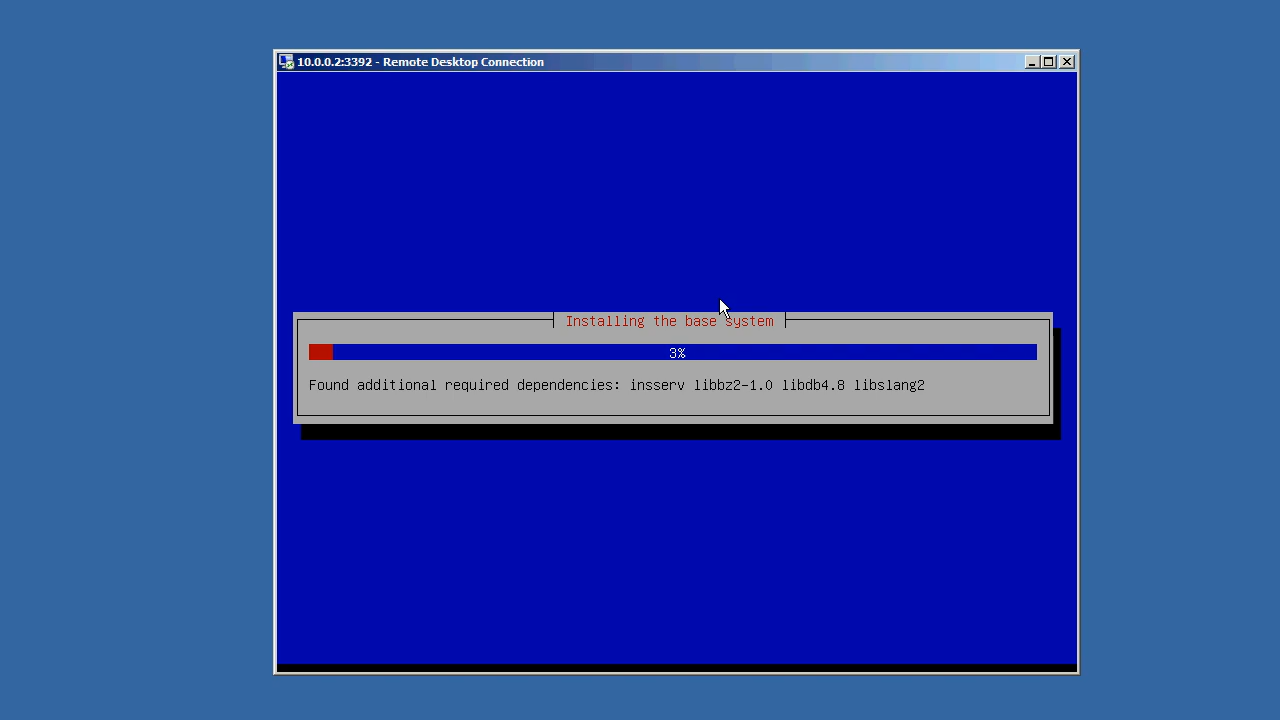 10.0.0.2:3392 - Remote Desktop Connection
Installing the base system
3%
Found additional required dependencies: insserv libbz2-1.0 libdb4.8 libslang2